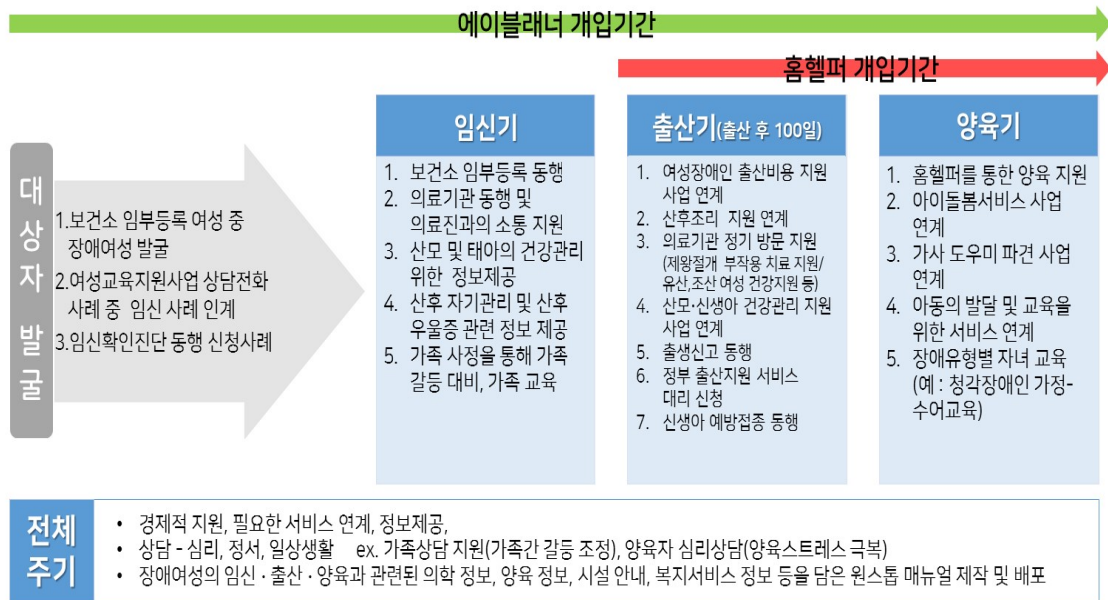 에이블래너 개입기간
홈헬퍼 개입기간
대상자 발굴
1.보건소 임부등록 여성 중
장애여성 발굴
2.여성교육지원사업 상담전화
사례 중 임신 사례 인계
3.임신확인진단 동행 신청사례
임신기
1. 보건소 임부등록 동행
2. 의료기관 동행 및
의료진과의 소통 지원
3. 산모 및 태아의 건강관리
위한 정보제공
4. 산후 자기관리 및 산후
우울증 관련 정보 제공
5. 가족 사정을 통해 가족
갈등 대비, 가족 교육
출산기(출산 후 100일)
1. 여성장애인 출산비용 지원
사업 연계
2. 산후조리 지원 연계
3. 의료기관 정기 방문 지원
(제왕절개 부작용 치료 지원/
유산,조산 여성 건강지원 등)
4. 산모·신생아 건강관리 지원
사업 연계
5. 출생신고 동행
6. 정부 출산지원 서비스
대리 신청
7. 신생아 예방접종 동행
양육기
1. 홈헬퍼를 통한 양육 지원
2. 아이돌봄서비스 사업
연계
3. 가사 도우미 파견 사업
연계
4. 아동의 발달 및 교육을
위한 서비스 연계
5. 장애유형별 자녀 교육
(예 : 청각장애인 가정-
수어교육)
전체
주기
• 경제적 지원, 필요한 서비스 연계, 정보제공,
• 상담 - 심리, 정서, 일상생활 ex. 가족상담 지원(가족간 갈등 조정), 양육자 심리상담(양육스트레스 극복)
• 장애여성의 임신 · 출산 · 양육과 관련된 의학 정보, 양육 정보, 시설 안내, 복지서비스 정보 등을 담은 원스톱 매뉴얼 제작 및 배포